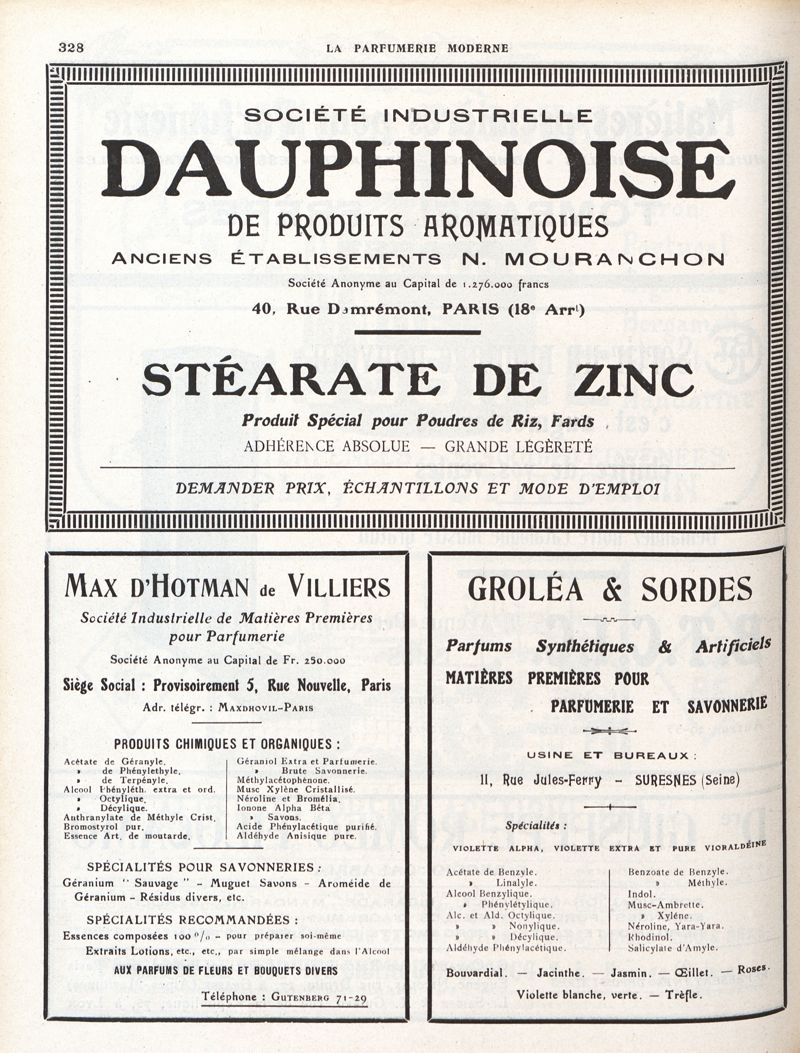 328
LA PARFUMERIE MODERNE
SOCIÉTÉ INDUSTRIELLE
DAUPHINOISE
DE PRODUITS AROMATIQUES
ANCIENS ÉTABLISSEMENTS N. MOURANCHON
Société Anonyme au Capital de 1.276.000 francs
40, Rue Damrémont, PARIS (18e Arrt)
STÉARATE DE ZINC
Produit Spécial pour Poudres de Riz, Fards
ADHÉRENCE ABSOLUE — GRANDE LÉGÈRETÉ
DEMANDER PRIX, ÉCHANTILLONS ET MODE D'EMPLOI
MAX D'HOTMAN de VILLIERS
Société Industrielle de Matières Premières
pour Parfumerie
Société Anonyme au Capital de Fr. 250.000
Siège Social : Provisoirement 5, Rue Nouvelle, Paris
Adr. télégr. : MAXDHOVIL-PARIS
PRODUITS CHIMIQUES ET ORGANIQUES :
Acétate de Géranyle.
» de Phénylethyle.
» de Terpényle.
Alcool Phényléth. extra et ord.
» Octylique.
» Décylique.
Anthranylate de Méthyle Crist.
Bromostyrol pur.
Essence Art. de moutarde.
Géraniol Extra et Parfumerie.
» Brute Savonnerie.
Méthylacétophènone.
Musc Xylène Cristallisé.
Néroline et Bromélia.
Ionone Alpha Béta
» Savons.
Acide Phénylacétique purifié.
Aldéhyde Anisique pure.
SPÉCIALITÉS POUR SAVONNERIES :
Géranium " Sauvage " – Muguet Savons – Aroméide de
Géranium – Résidus divers, etc.
SPÉCIALITÉS RECOMMANDÉES :
Essences composées 100 % – pour préparer soi-même
Extraits Lotions, etc., etc., par simple mélange dans l'Alcool
AUX PARFUMS DE FLEURS ET BOUQUETS DIVERS
Téléphone : GUTENBERG 71-29
GROLÉA & SORDES
Parfums Synthétiques & Artificiels
MATIÈRES PREMIÈRES POUR
PARFUMERIE ET SAVONNERIE
USINE ET BUREAUX :
11, Rue Jules-Ferry – SURESNES (Seine)
Spécialités :
VIOLETTE ALPHA, VIOLETTE EXTRA ET PURE VIORALDÉINE
Acétate de Benzyle.
» Linalyle.
Alcool Benzylique.
» Phénylétylique.
Alc. et Ald. Octylique.
» » Nonylique.
» » Décylique.
Aldéhyde Phénylacétique.
Benzoate de Benzyle.
» Méthyle.
Indol.
Musc-Ambrette.
» Xyléne.
Néroline, Yara-Yara.
Rhodinol.
Salicylate d'Amyle.
Bouvardial. — Jacinthe. — Jasmin. — Œillet. — Roses.
Violette blanche, verte. — Trèfle.